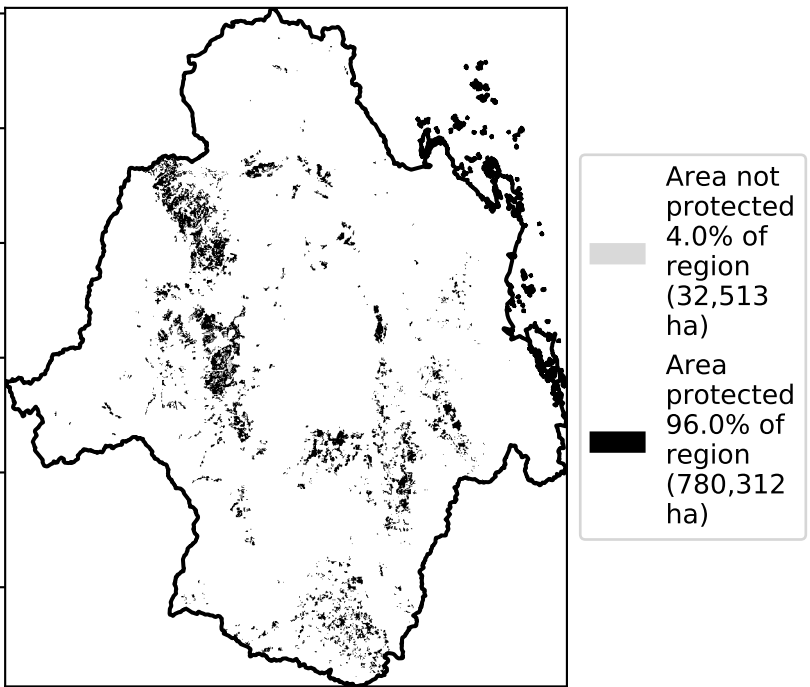 Area not
protected
4.0% of
region
(32,513
ha)
Area
protected
96.0% of
region
(780,312
ha)